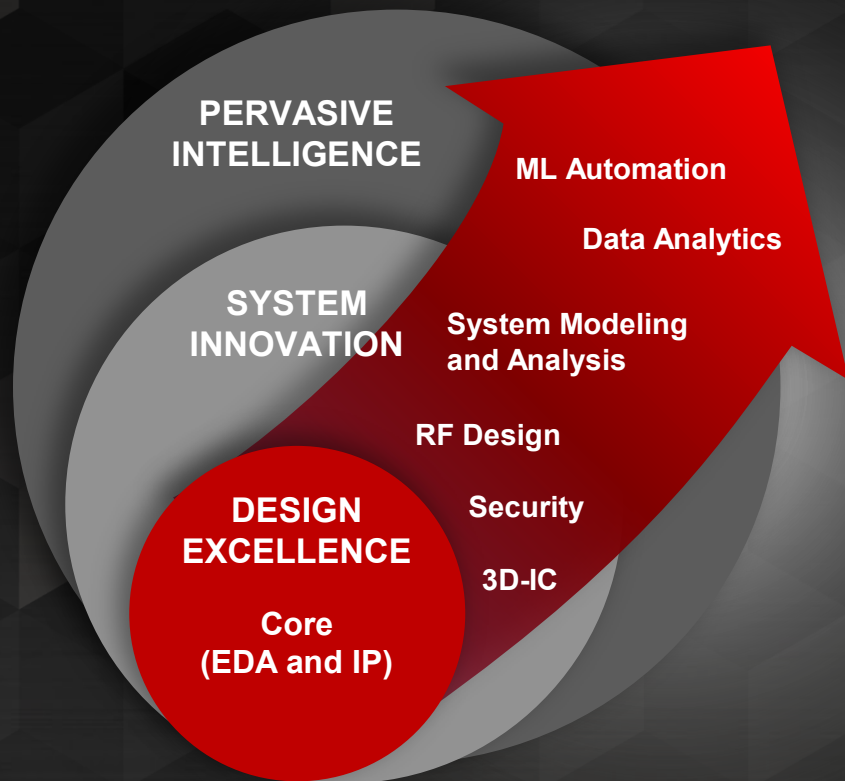 PERVASIVE
INTELLIGENCE
ML Automation
Data Analytics
SYSTEM
INNOVATION
System Modeling
and Analysis
RF Design
Security
3D-IC
DESIGN
EXCELLENCE
Core
(EDA and IP)